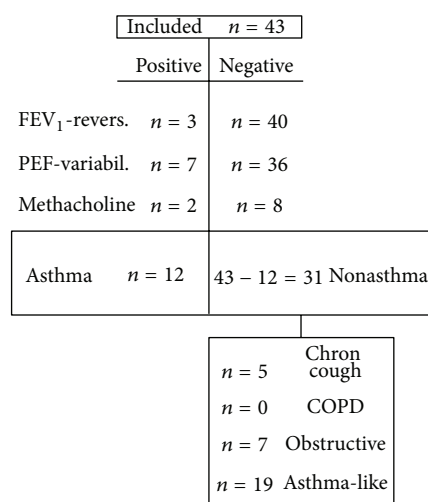 Included n = 43
Positive Negative
FEV₁-revers. n = 3 n = 40
PEF-variabil. n = 7 n = 36
Methacholine n = 2 n = 8
Asthma n = 12 43 − 12 = 31 Nonasthma
Chron
n = 5 cough
n = 0 COPD
n = 7 Obstructive
n = 19 Asthma-like